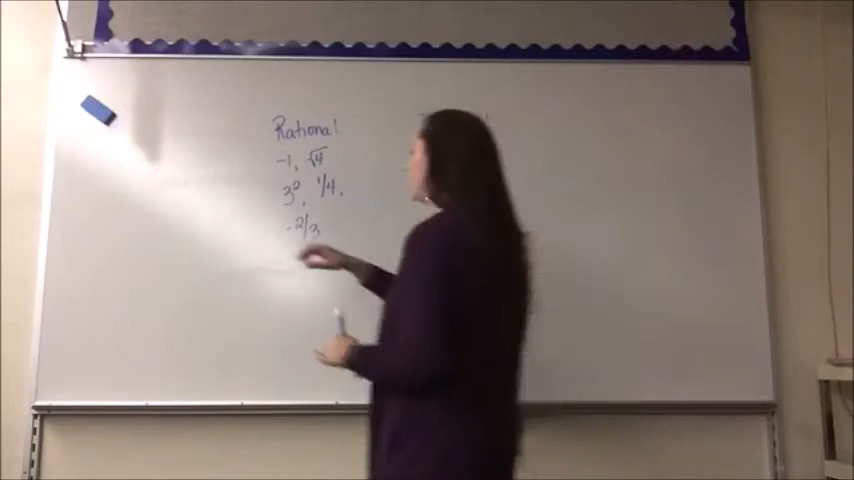 Rational
-1, √4
3², 1/4,
-2/3